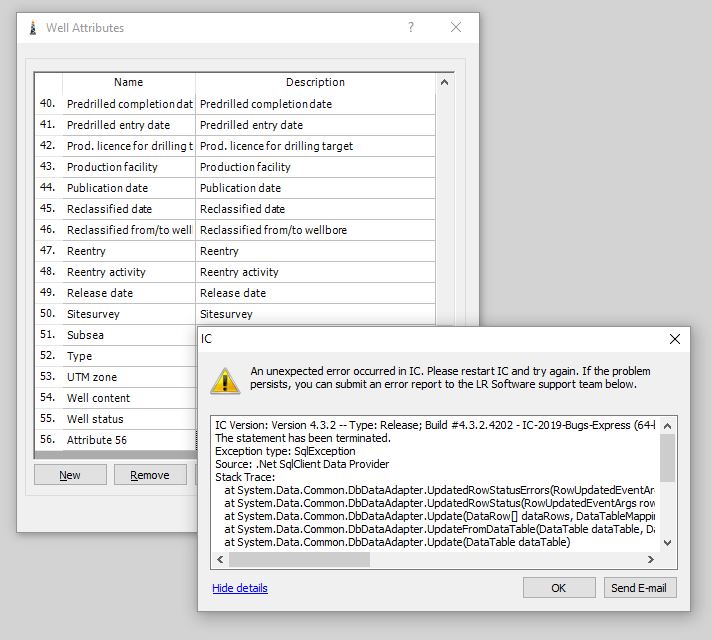 Well Attributes
?
Name Description
40. Predrilled completion dat Predrilled completion date
41. Predrilled entry date Predrilled entry date
42. Prod. licence for drilling t Prod. licence for drilling target
43. Production facility Production facility
44. Publication date Publication date
45. Reclassified date Reclassified date
46. Reclassified from/to well Reclassified from/to wellbore
47. Reentry Reentry
48. Reentry activity Reentry activity
49. Release date Release date
50. Sitesurvey Sitesurvey
51. Subsea
52. Type
53. UTM zone
54. Well content
55. Well status
56. Attribute 56
New Remove
IC
An unexpected error occurred in IC. Please restart IC and try again. If the problem
persists, you can submit an error report to the LR Software support team below.
IC Version: Version 4.3.2 -- Type: Release; Build #4.3.2.4202 - IC-2019-Bugs-Express (64-
The statement has been terminated.
Exception type: SqlException
Source: .Net SqlClient Data Provider
Stack Trace:
at System.Data.Common.DbDataAdapter.UpdatedRowStatusErrors(RowUpdatedEventAr
at System.Data.Common.DbDataAdapter.UpdatedRowStatus(RowUpdatedEventArgs row
at System.Data.Common.DbDataAdapter.Update(DataRow[] dataRows, DataTableMappi
at System.Data.Common.DbDataAdapter.UpdateFromDataTable(DataTable dataTable, Da
at System.Data.Common.DbDataAdapter.Update(DataTable dataTable)
Hide details OK Send E-mail